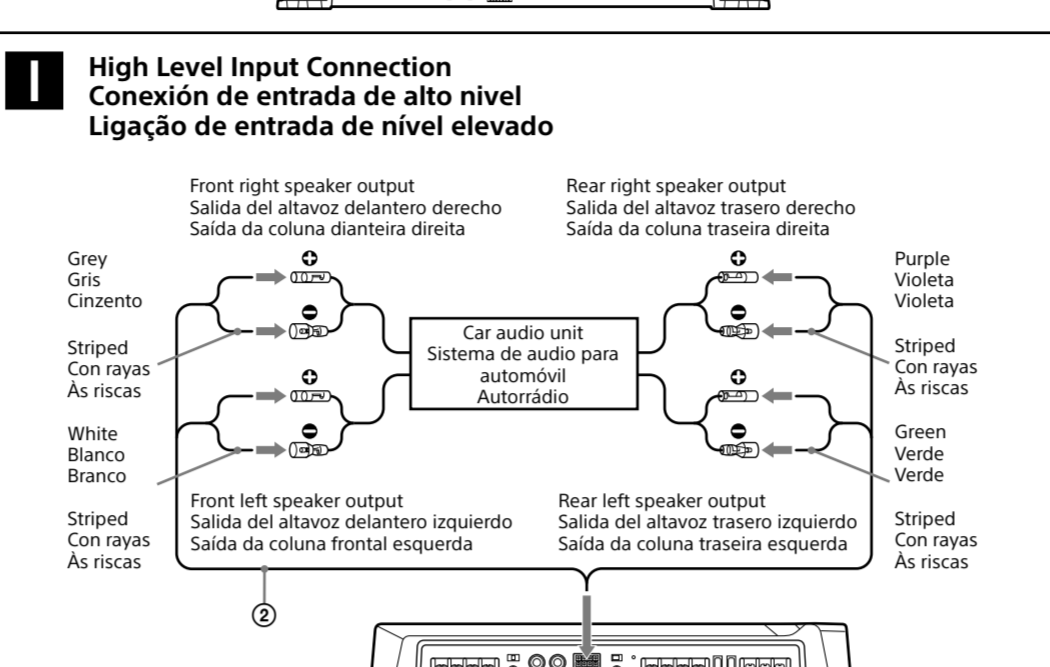 I
High Level Input Connection
Conexión de entrada de alto nivel
Ligação de entrada de nível elevado
Front right speaker output
Salida del altavoz delantero derecho
Saída da coluna dianteira direita
Rear right speaker output
Salida del altavoz trasero derecho
Saída da coluna traseira direita
Grey
Gris
Cinzento
Striped
Con rayas
Às riscas
White
Blanco
Branco
Striped
Con rayas
Às riscas
Car audio unit
Sistema de audio para
automóvil
Autorrádio
Purple
Violeta
Violeta
Striped
Con rayas
Às riscas
Green
Verde
Verde
Striped
Con rayas
Às riscas
Front left speaker output
Salida del altavoz delantero izquierdo
Saída da coluna frontal esquerda
Rear left speaker output
Salida del altavoz trasero izquierdo
Saída da coluna traseira esquerda
②